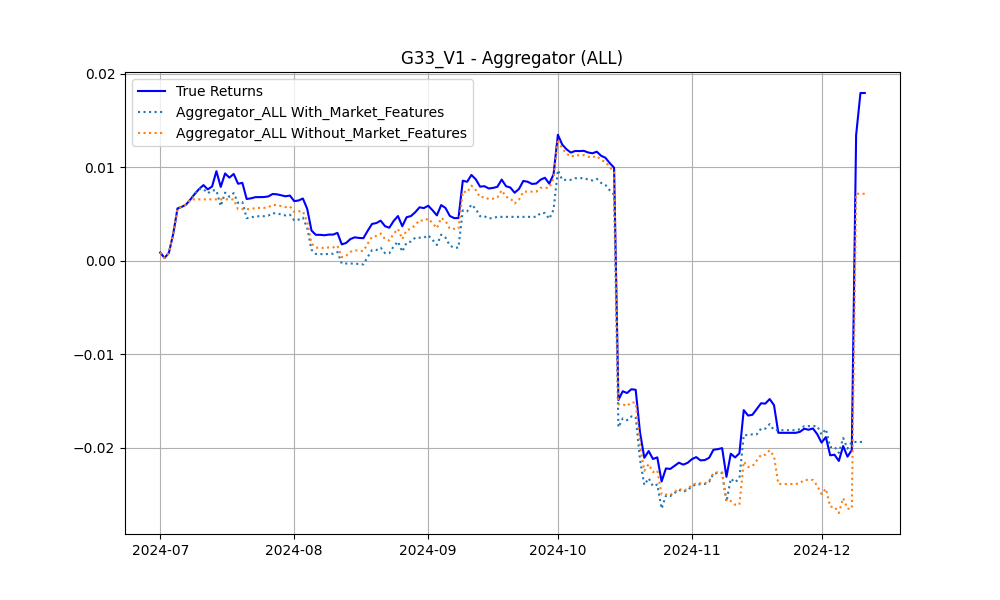 G33_V1 - Aggregator (ALL)
0.02
0.01
0.00
−0.01
−0.02
True Returns
Aggregator_ALL With_Market_Features
Aggregator_ALL Without_Market_Features
2024-07
2024-08
2024-09
2024-10
2024-11
2024-12